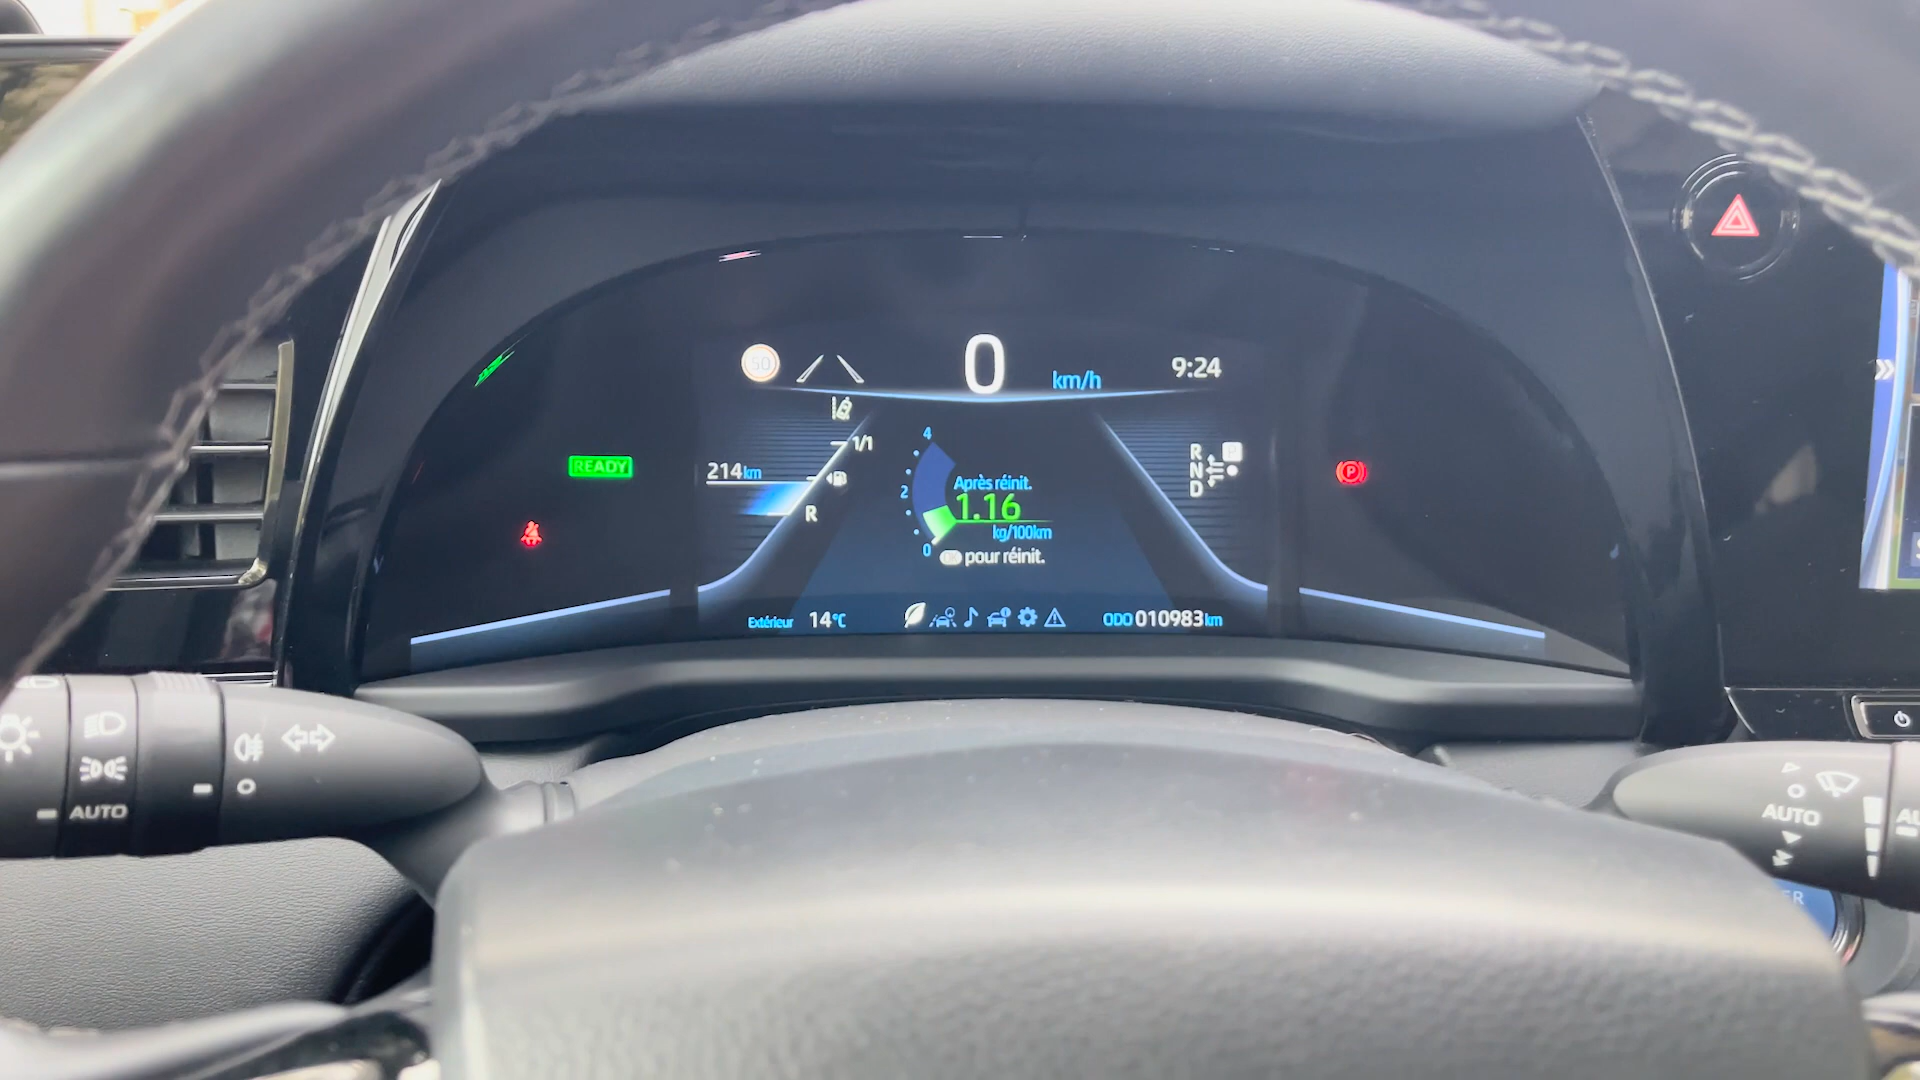 50
0
km/h
9:24
1/1
214km
R
4
2
0
Après réinit.
1.16
kg/100km
pour réinit.
R
P
N
D
READY
P
Extérieur 14°C
ODO 010983km
AUTO
AUTO